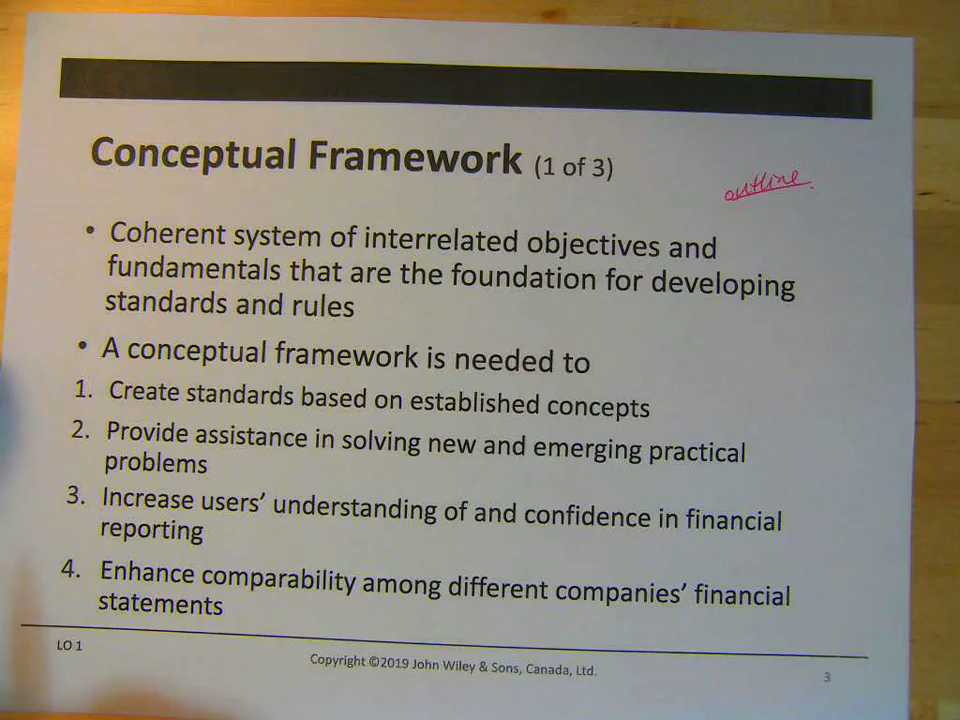 Conceptual Framework (1 of 3)
outline
• Coherent system of interrelated objectives and
fundamentals that are the foundation for developing
standards and rules
• A conceptual framework is needed to
1. Create standards based on established concepts
2. Provide assistance in solving new and emerging practical
problems
3. Increase users’ understanding of and confidence in financial
reporting
4. Enhance comparability among different companies’ financial
statements
LO 1
Copyright ©2019 John Wiley & Sons, Canada, Ltd.
3